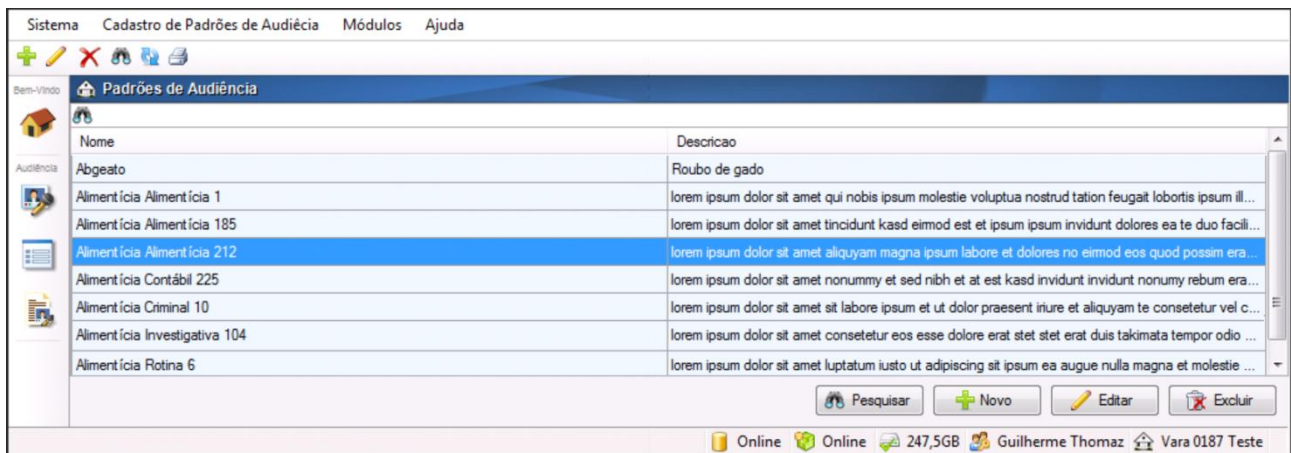 Sistema Cadastro de Padrões de Audiécia Módulos Ajuda
Bem-Vindo
Padrões de Audiência
Nome Descricao
Audiência
Abgeato Roubo de gado
Alimentícia Alimentícia 1 lorem ipsum dolor sit amet qui nobis ipsum molestie voluptua nostrud tation feugait lobortis ipsum ill...
Alimentícia Alimentícia 185 lorem ipsum dolor sit amet tincidunt kasd eirmod est et ipsum ipsum invidunt dolores ea te duo facili...
Alimentícia Alimentícia 212 lorem ipsum dolor sit amet aliquyam magna ipsum labore et dolores no eirmod eos quod possim era...
Alimentícia Contábil 225 lorem ipsum dolor sit amet nonummy et sed nibh et at est kasd invidunt invidunt nonumy rebum era...
Alimentícia Criminal 10 lorem ipsum dolor sit amet sit labore ipsum et ut dolor praesent iriure et aliquyam te consetetur vel c...
Alimentícia Investigativa 104 lorem ipsum dolor sit amet consetetur eos esse dolore erat stet stet erat duis takimata tempor odio ...
Alimentícia Rotina 6 lorem ipsum dolor sit amet luptatum iusto ut adipiscing sit ipsum ea augue nulla magna et molestie ...
Pesquisar Novo Editar Excluir
Online Online 247,5GB Guilherme Thomaz Vara 0187 Teste